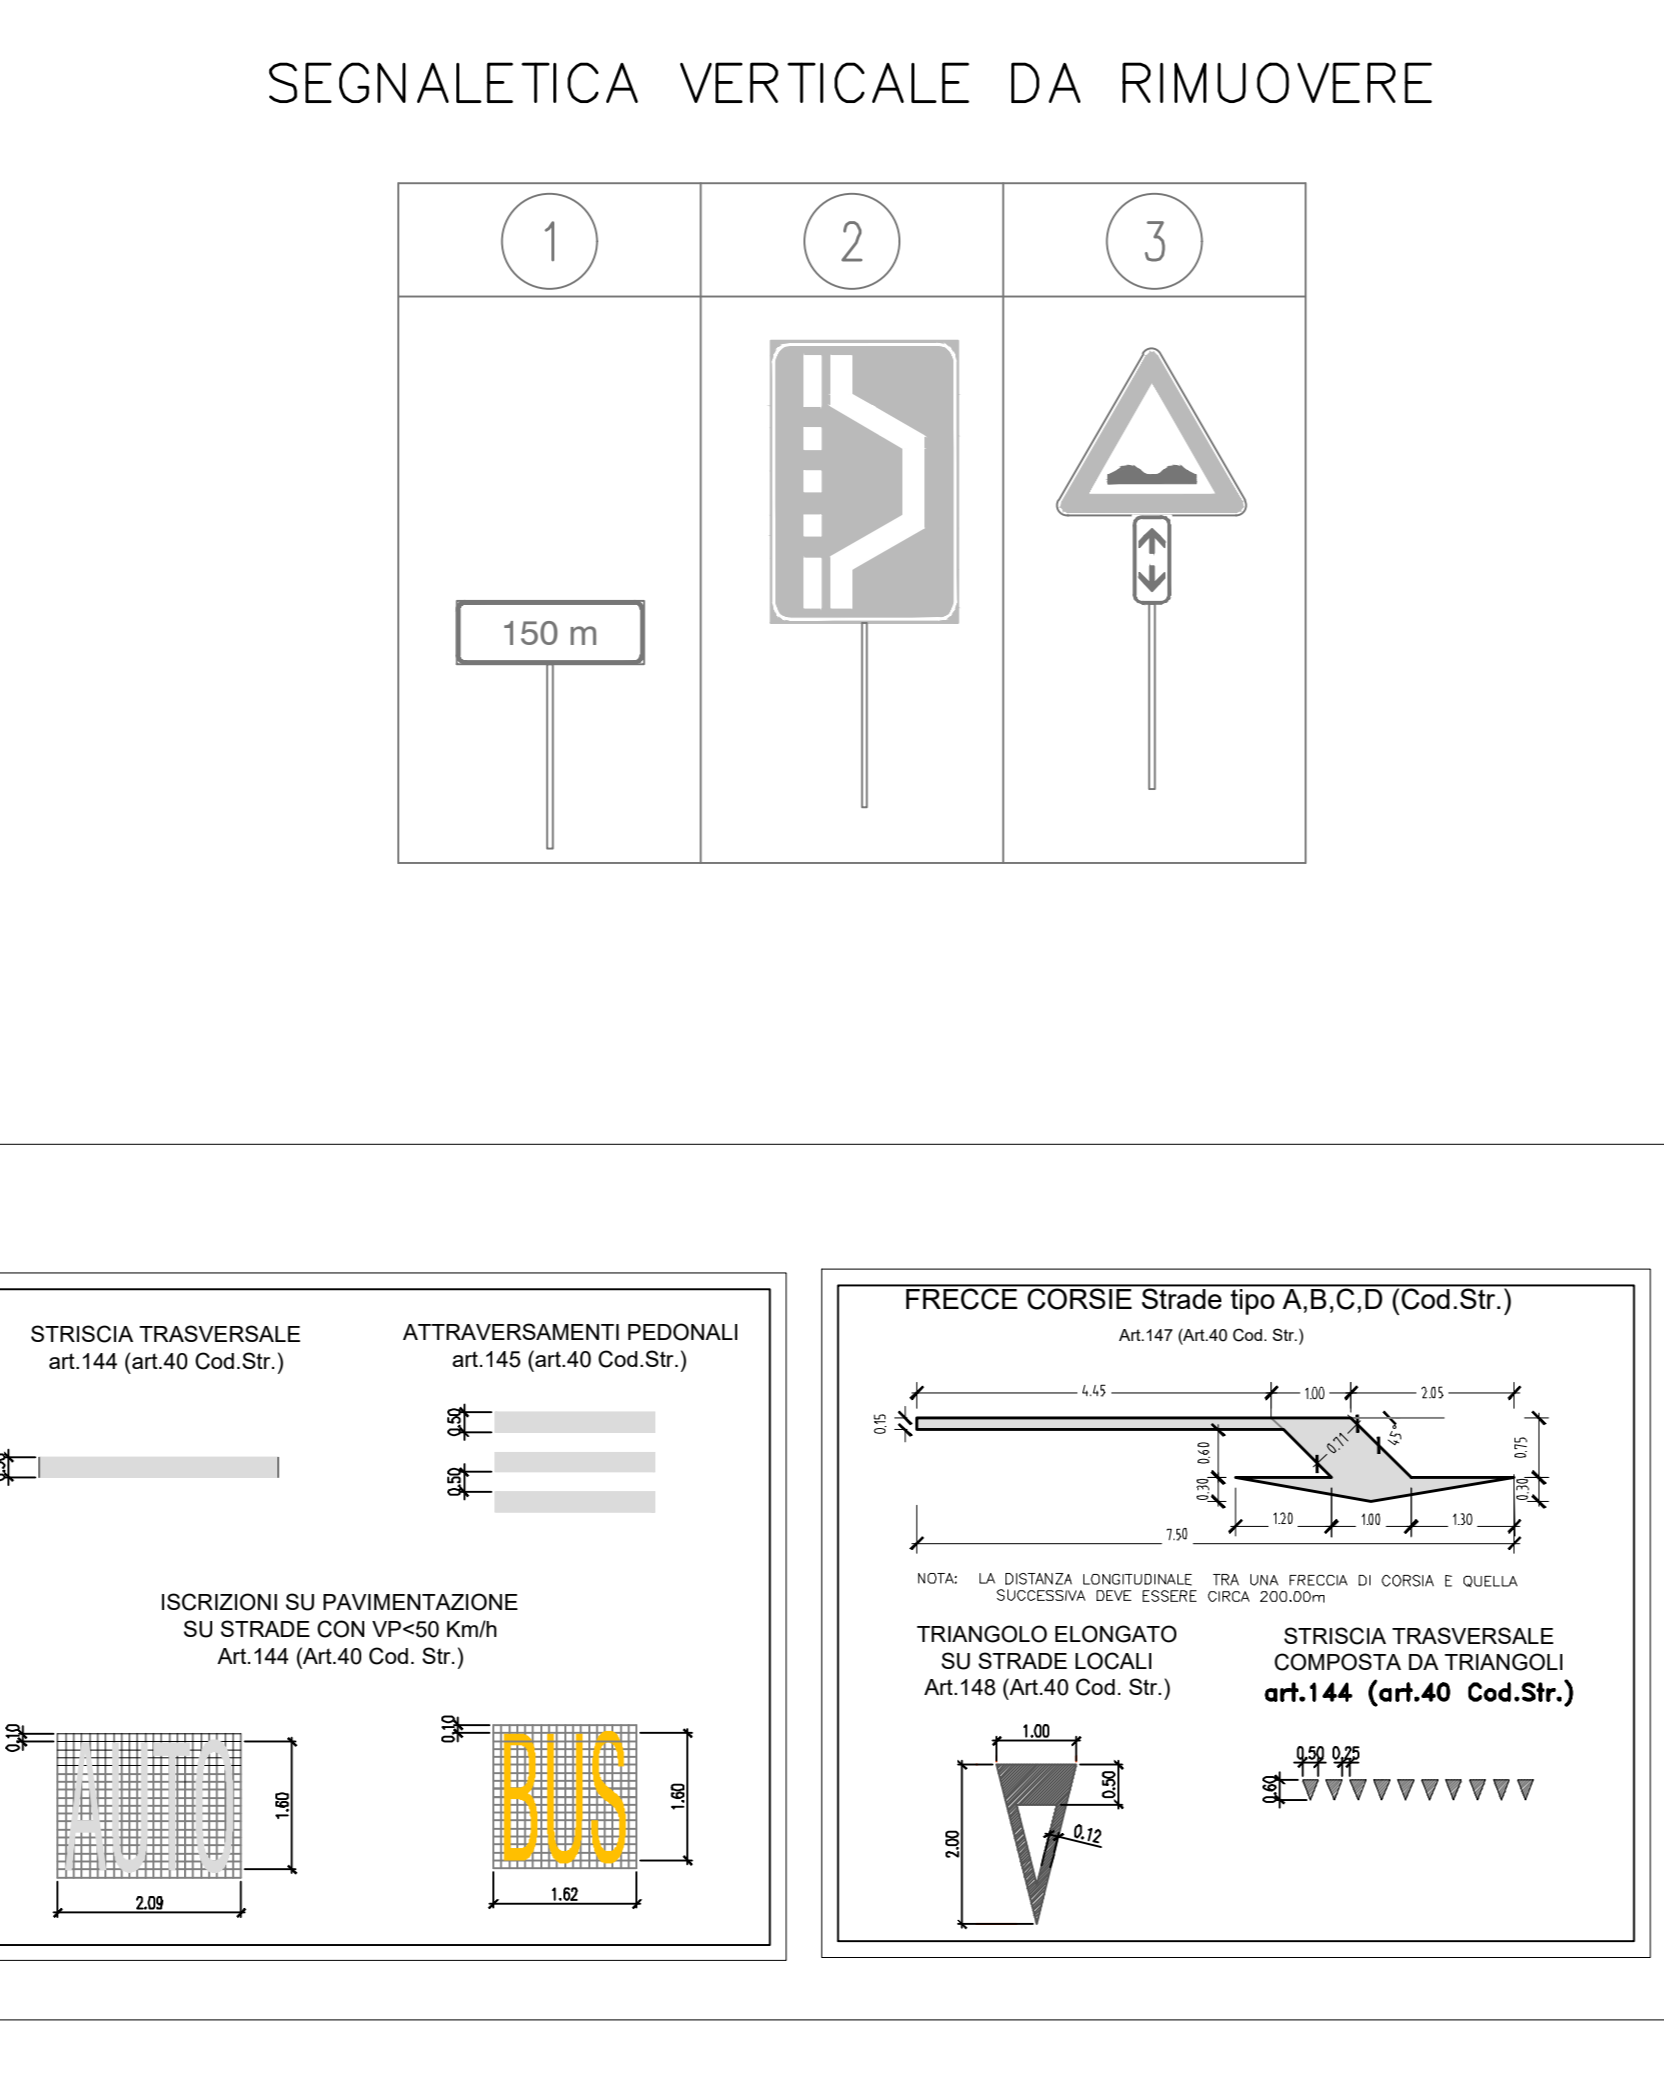 SEGNALETICA VERTICALE DA RIMUOVERE
1
2
3
150 m
STRISCIA TRASVERSALE
art.144 (art.40 Cod.Str.)
ATTRAVERSAMENTI PEDONALI
art.145 (art.40 Cod.Str.)
0.50
0.50
ISCRIZIONI SU PAVIMENTAZIONE
SU STRADE CON VP<50 Km/h
Art.144 (Art.40 Cod. Str.)
0.10
AUTO
1.60
2.09
0.10
BUS
1.60
1.62
FRECCE CORSIE Strade tipo A,B,C,D (Cod.Str.)
Art.147 (Art.40 Cod. Str.)
4.45
1.00
2.05
0.15
0.60
0.71
45°
0.75
0.30
0.30
1.20
1.00
1.30
7.50
NOTA: LA DISTANZA LONGITUDINALE TRA UNA FRECCIA DI CORSIA E QUELLA
SUCCESSIVA DEVE ESSERE CIRCA 200.00m
TRIANGOLO ELONGATO
SU STRADE LOCALI
Art.148 (Art.40 Cod. Str.)
1.00
0.50
2.00
0.12
STRISCIA TRASVERSALE
COMPOSTA DA TRIANGOLI
art.144 (art.40 Cod.Str.)
0.50 0.25
0.60